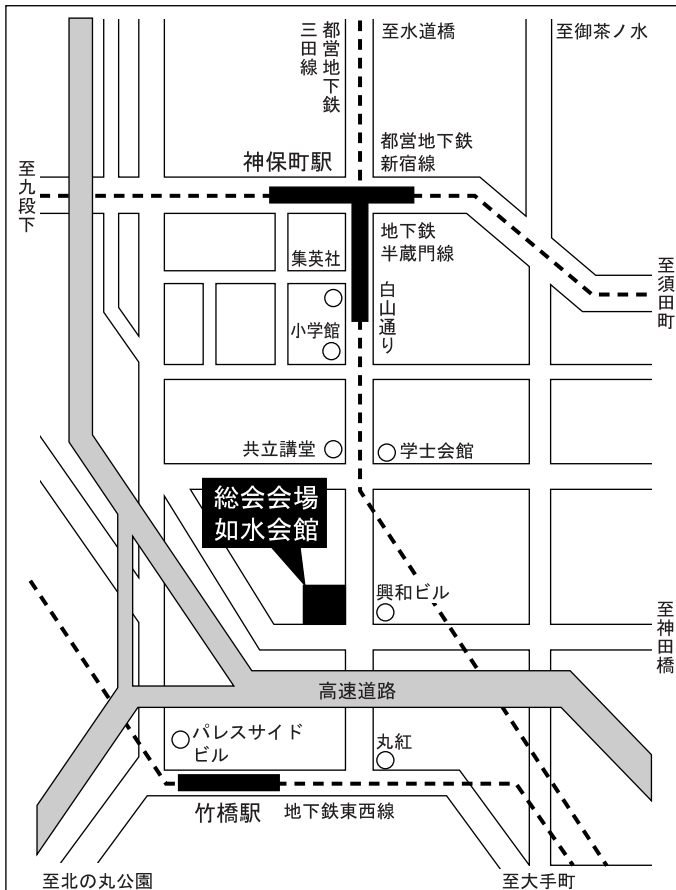 都営地下鉄
三田線
至水道橋
至御茶ノ水
都営地下鉄
新宿線
神保町駅
至九段下
集英社
地下鉄
半蔵門線
白山通り
至須田町
小学館
共立講堂
学士会館
総会会場
如水会館
興和ビル
至神田橋
高速道路
パレスサイド
ビル
丸紅
竹橋駅
地下鉄東西線
至北の丸公園
至大手町